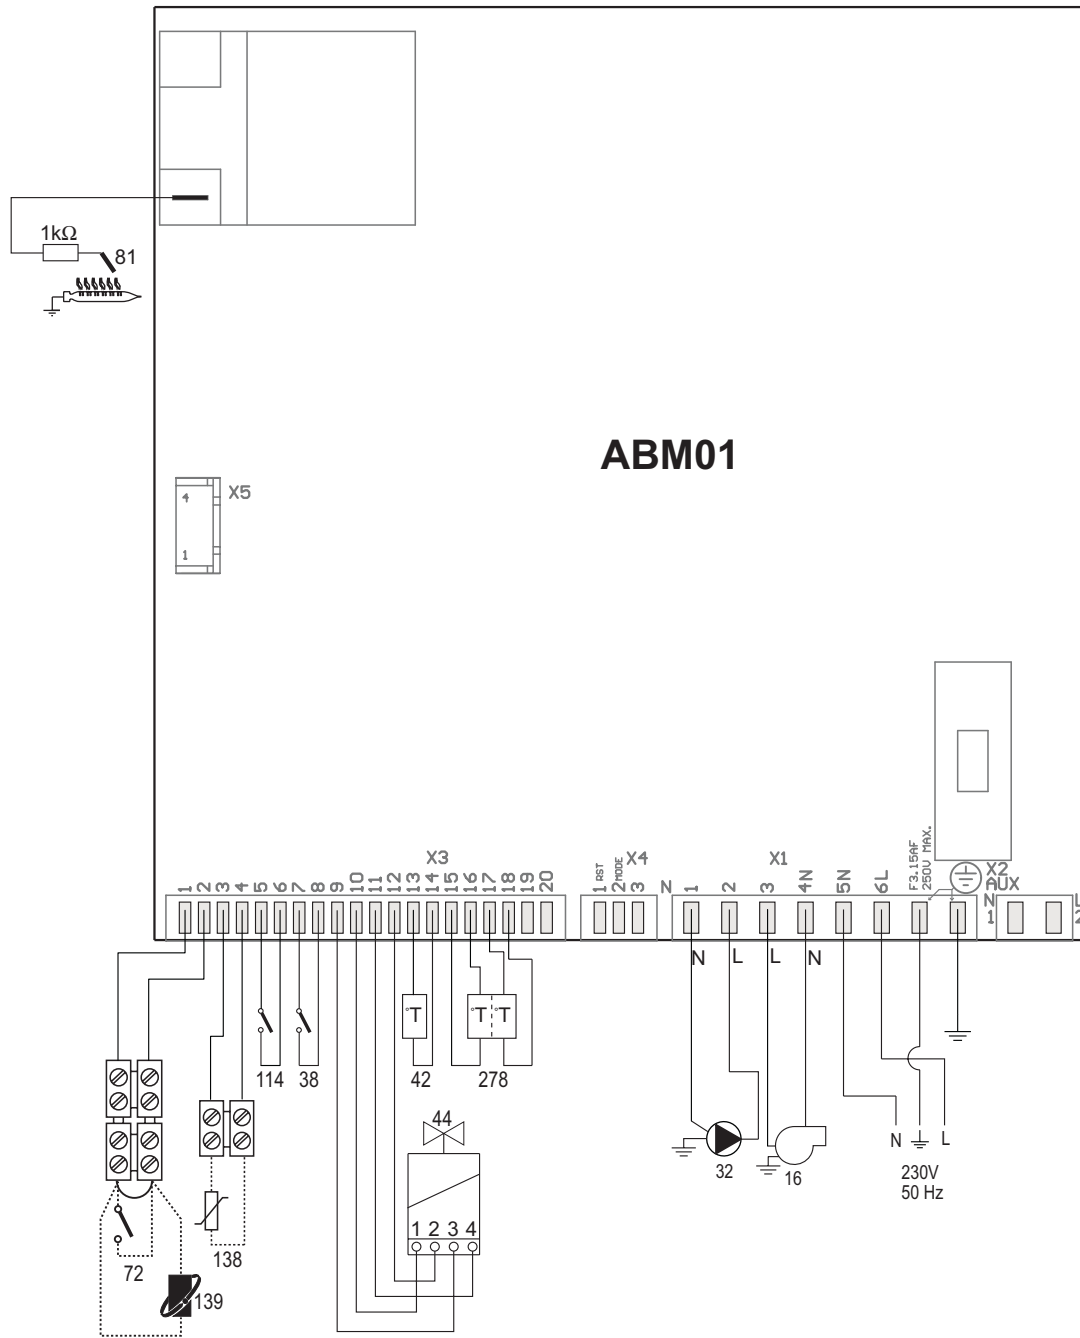 1kΩ
81
ABM01
4
X5
1
X3
1 2 3 4 5 6 7 8 9 10 11 12 13 14 15 16 17 18 19 20
X4
1 RST
2 MODE
3
N
X1
1 2 3 4N 5N 6L
F3.15AF
250V MAX.
X2
AUX
N
1
L
2
N L L N
°T
°T °T
114 38 42 278
44
1 2 3 4
32
16
N L
230V
50 Hz
138
72
139